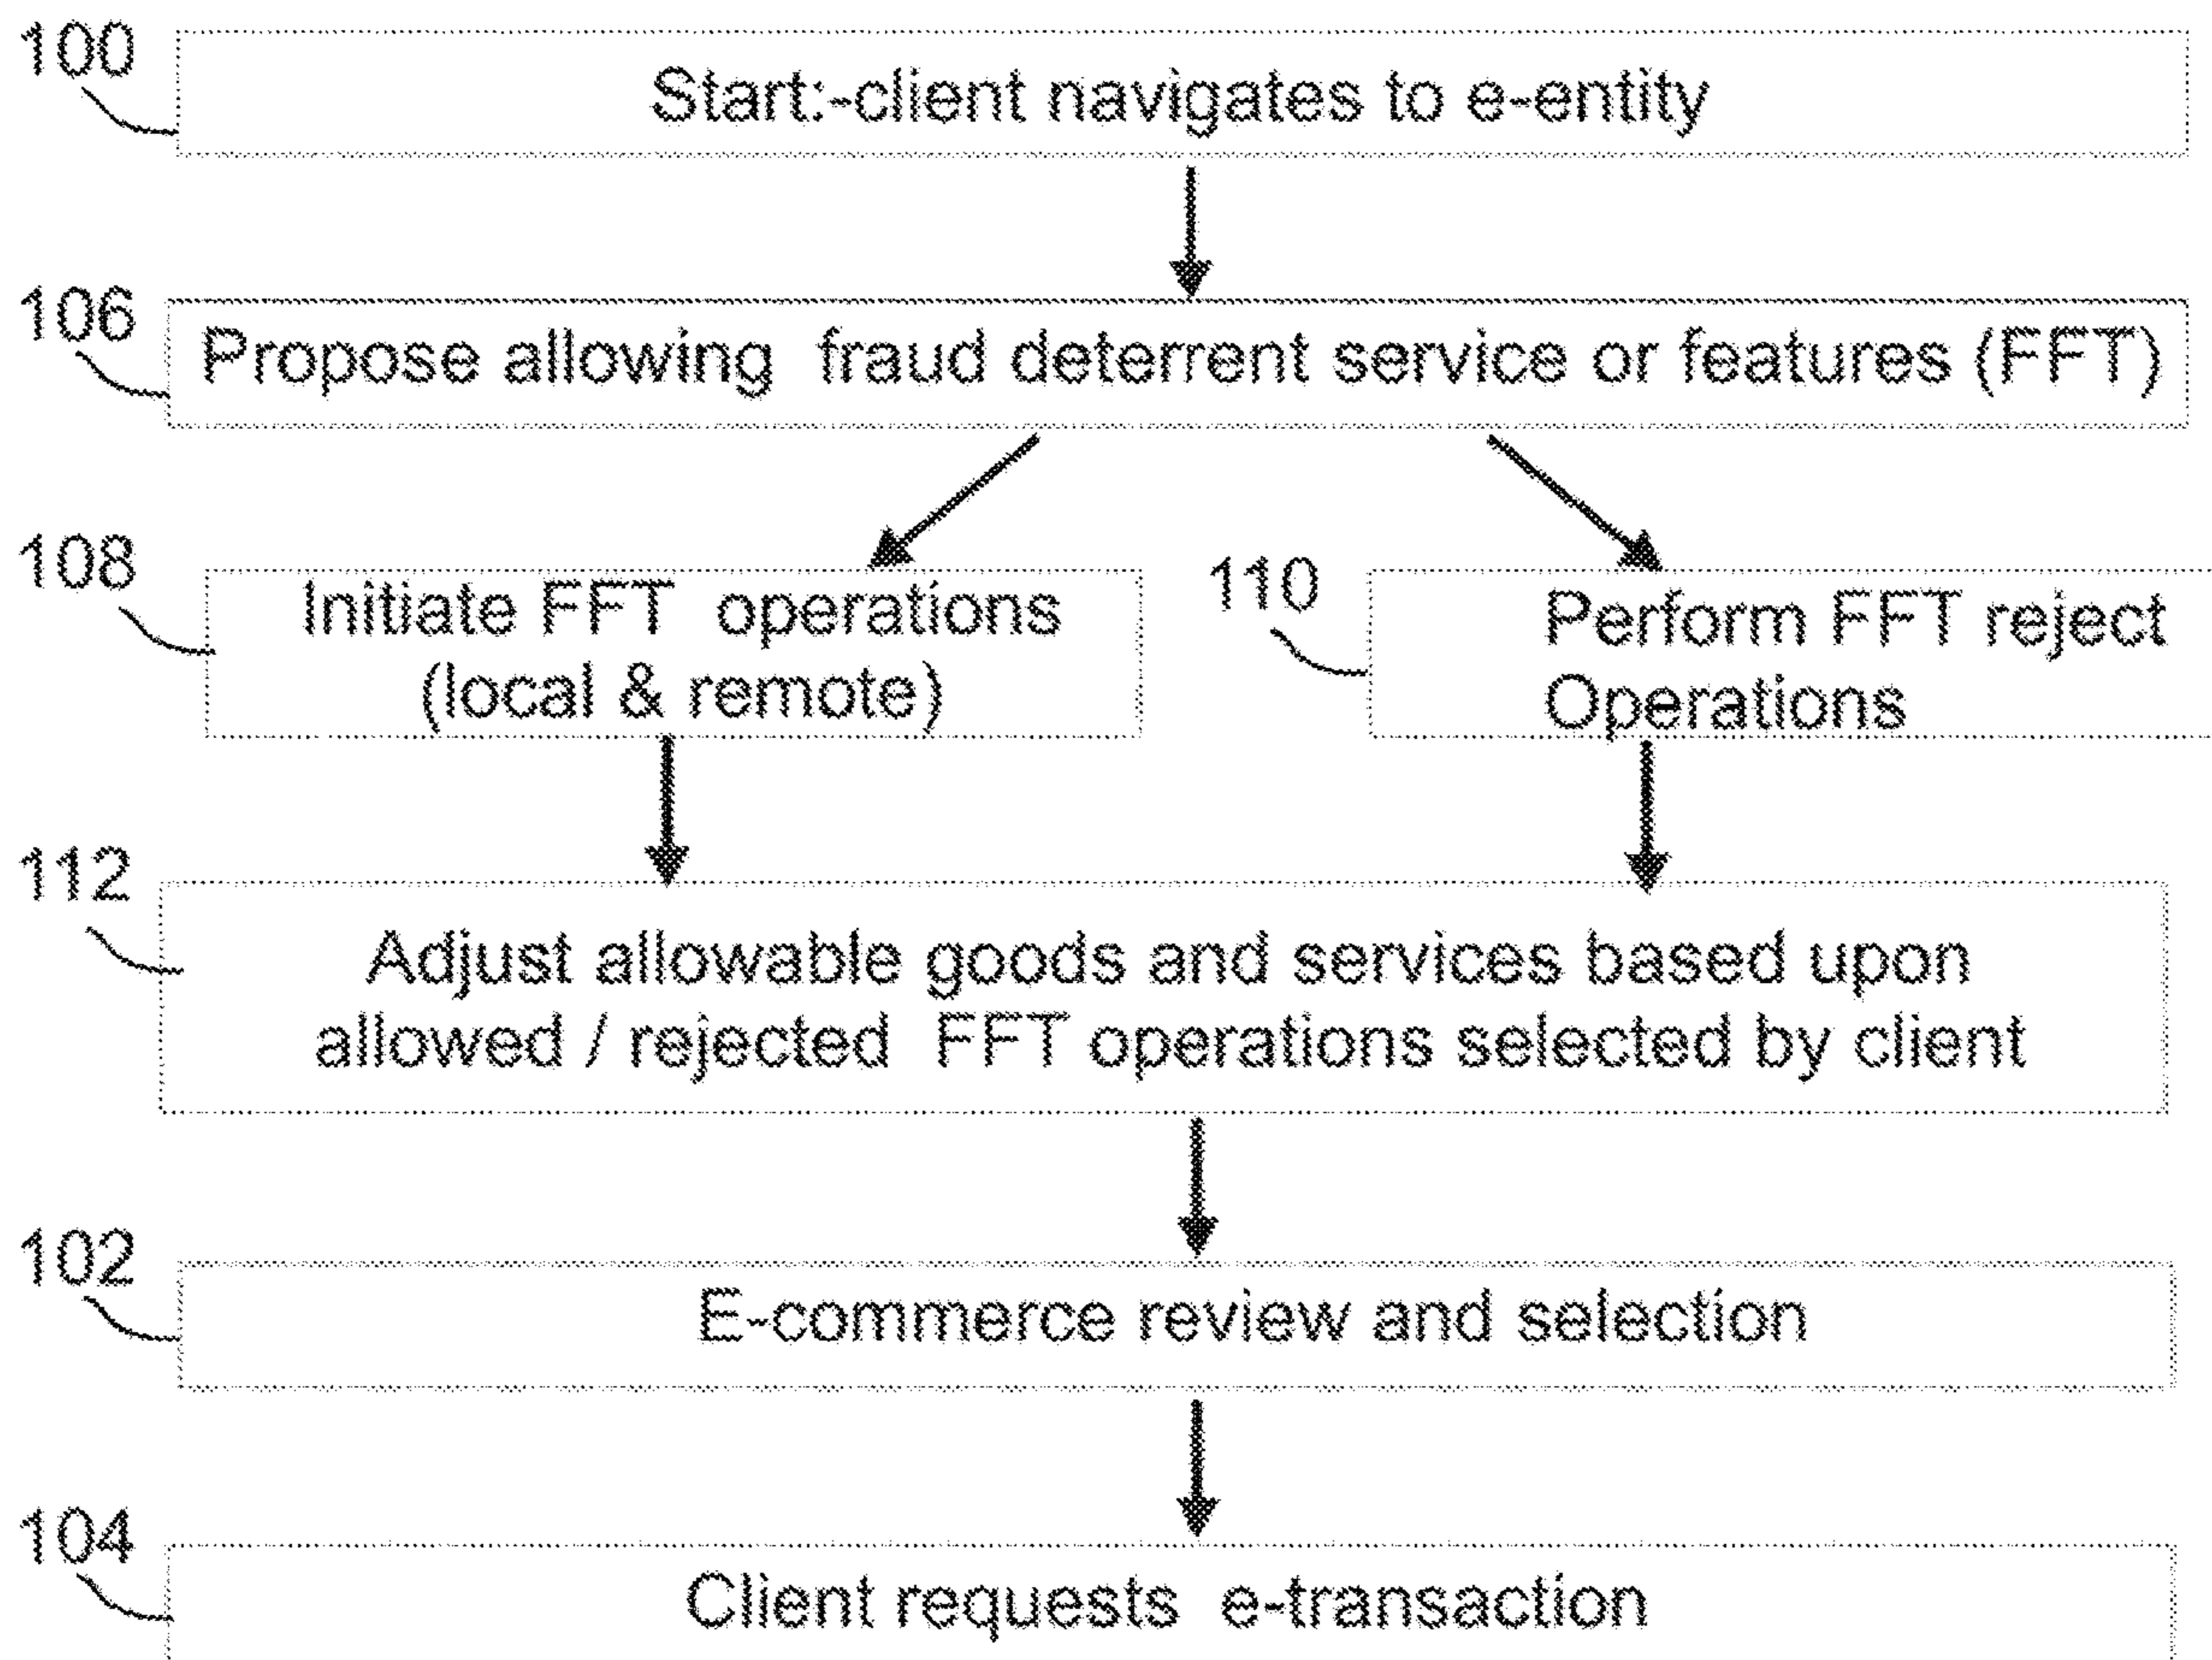 100
Start:-client navigates to e-entity
106
Propose allowing fraud deterrent service or features (FFT)
108
Initiate FFT operations
(local & remote)
110
Perform FFT reject
Operations
112
Adjust allowable goods and services based upon
allowed / rejected FFT operations selected by client
102
E-commerce review and selection
104
Client requests e-transaction